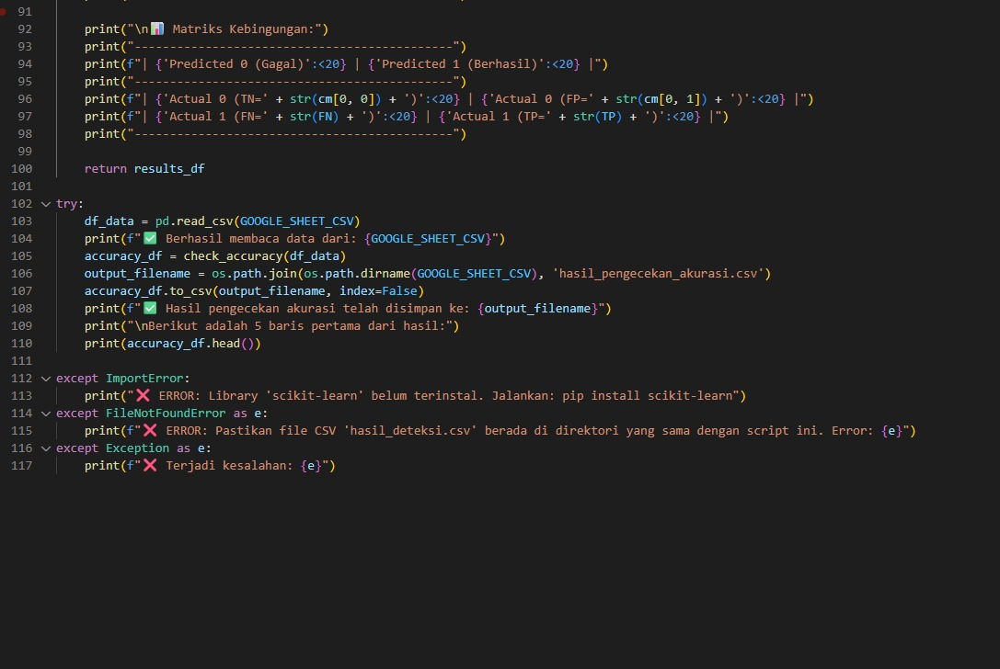 91
92 print("\n📊 Matriks Kebingungan:")
93 print("---------------------------------------------")
94 print(f"| {'Predicted 0 (Gagal)':<20} | {'Predicted 1 (Berhasil)':<20} |")
95 print("---------------------------------------------")
96 print(f"| {'Actual 0 (TN=' + str(cm[0, 0]) + ')':<20} | {'Actual 0 (FP=' + str(cm[0, 1]) + ')':<20} |")
97 print(f"| {'Actual 1 (FN=' + str(FN) + ')':<20} | {'Actual 1 (TP=' + str(TP) + ')':<20} |")
98 print("---------------------------------------------")
99
100 return results_df
101
102 try:
103 df_data = pd.read_csv(GOOGLE_SHEET_CSV)
104 print(f"✅ Berhasil membaca data dari: {GOOGLE_SHEET_CSV}")
105 accuracy_df = check_accuracy(df_data)
106 output_filename = os.path.join(os.path.dirname(GOOGLE_SHEET_CSV), 'hasil_pengecekan_akurasi.csv')
107 accuracy_df.to_csv(output_filename, index=False)
108 print(f"✅ Hasil pengecekan akurasi telah disimpan ke: {output_filename}")
109 print("\nBerikut adalah 5 baris pertama dari hasil:")
110 print(accuracy_df.head())
111
112 except ImportError:
113 print("❌ ERROR: Library 'scikit-learn' belum terinstal. Jalankan: pip install scikit-learn")
114 except FileNotFoundError as e:
115 print(f"❌ ERROR: Pastikan file CSV 'hasil_deteksi.csv' berada di direktori yang sama dengan script ini. Error: {e}")
116 except Exception as e:
117 print(f"❌ Terjadi kesalahan: {e}")